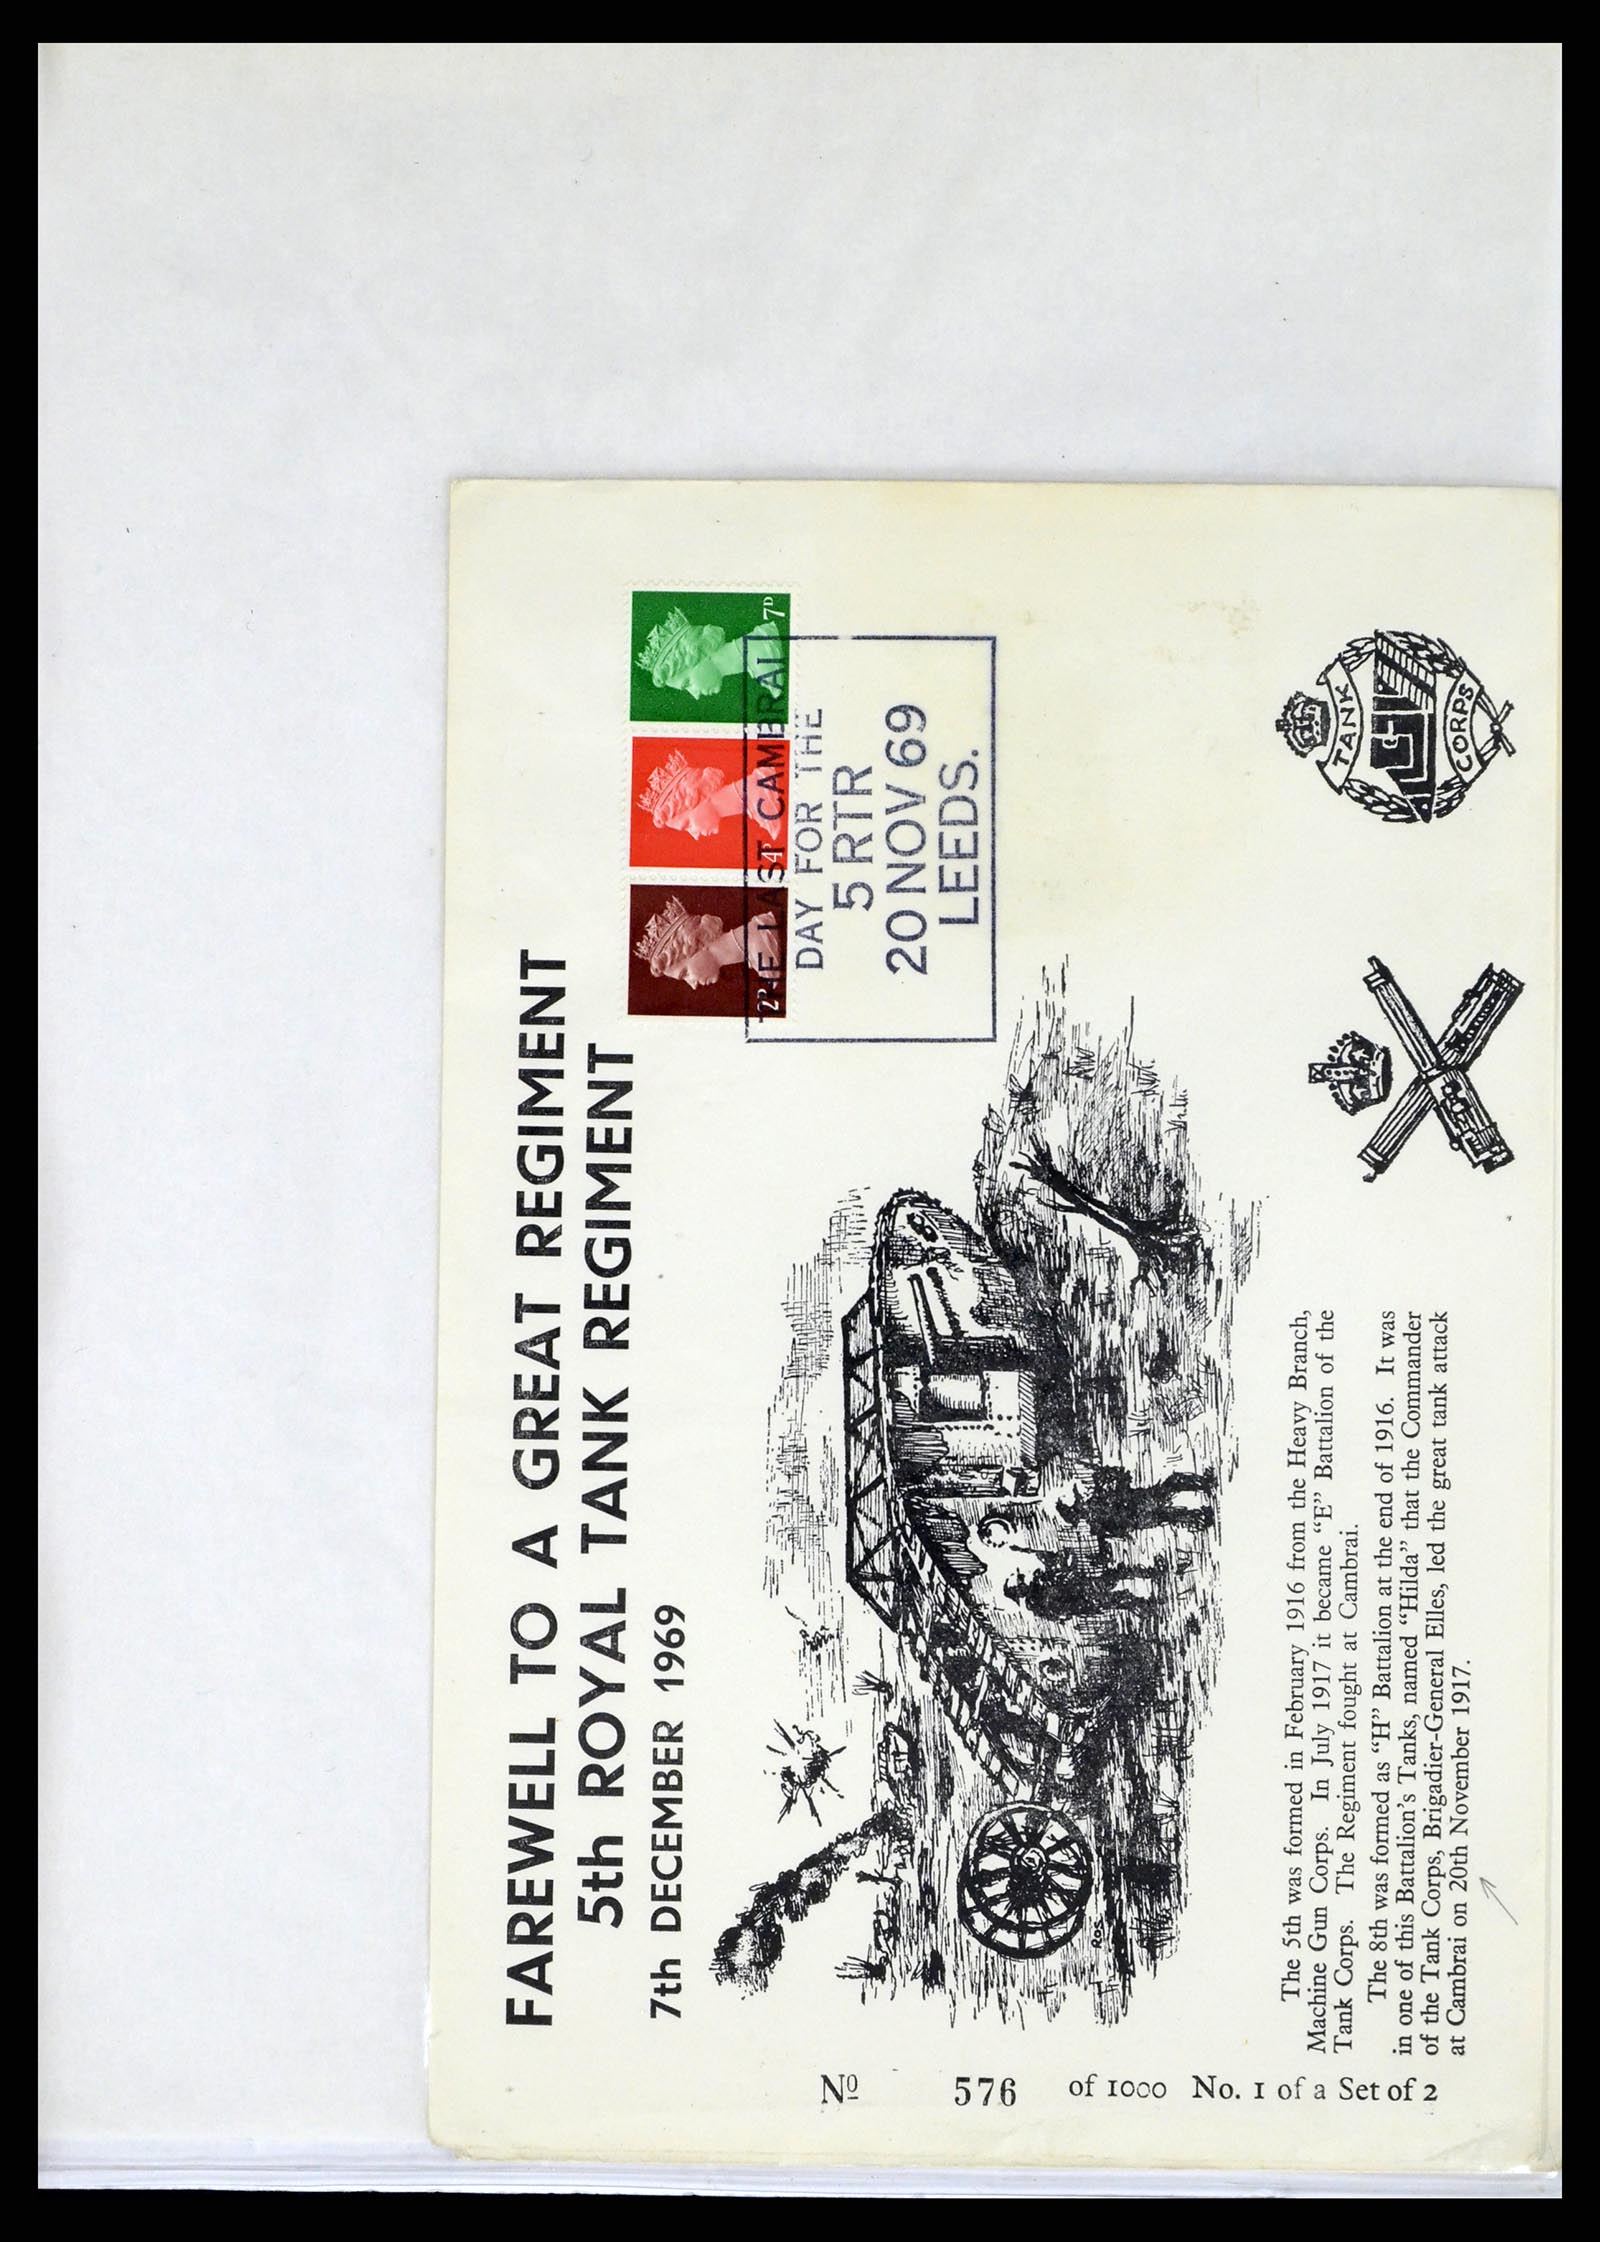 FAREWELL TO A GREAT REGIMENT
5th ROYAL TANK REGIMENT
7th DECEMBER 1969
2D
4D
7D
THE LAST CAMBRAI
DAY FOR THE
5 RTR
20 NOV 69
LEEDS.
Ros
The 5th was formed in February 1916 from the Heavy Branch,
Machine Gun Corps. In July 1917 it became "E" Battalion of the
Tank Corps. The Regiment fought at Cambrai.
The 8th was formed as "H" Battalion at the end of 1916. It was
in one of this Battalion's Tanks, named "Hilda" that the Commander
of the Tank Corps, Brigadier-General Elles, led the great tank attack
at Cambrai on 20th November 1917.
TANK
CORPS
No 576 of 1000 No. 1 of a Set of 2